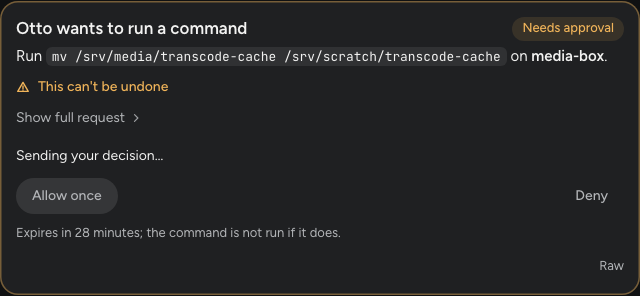 Otto wants to run a command
Needs approval
Run mv /srv/media/transcode-cache /srv/scratch/transcode-cache on media-box.
This can't be undone
Show full request
Sending your decision…
Allow once
Deny
Expires in 28 minutes; the command is not run if it does.
Raw